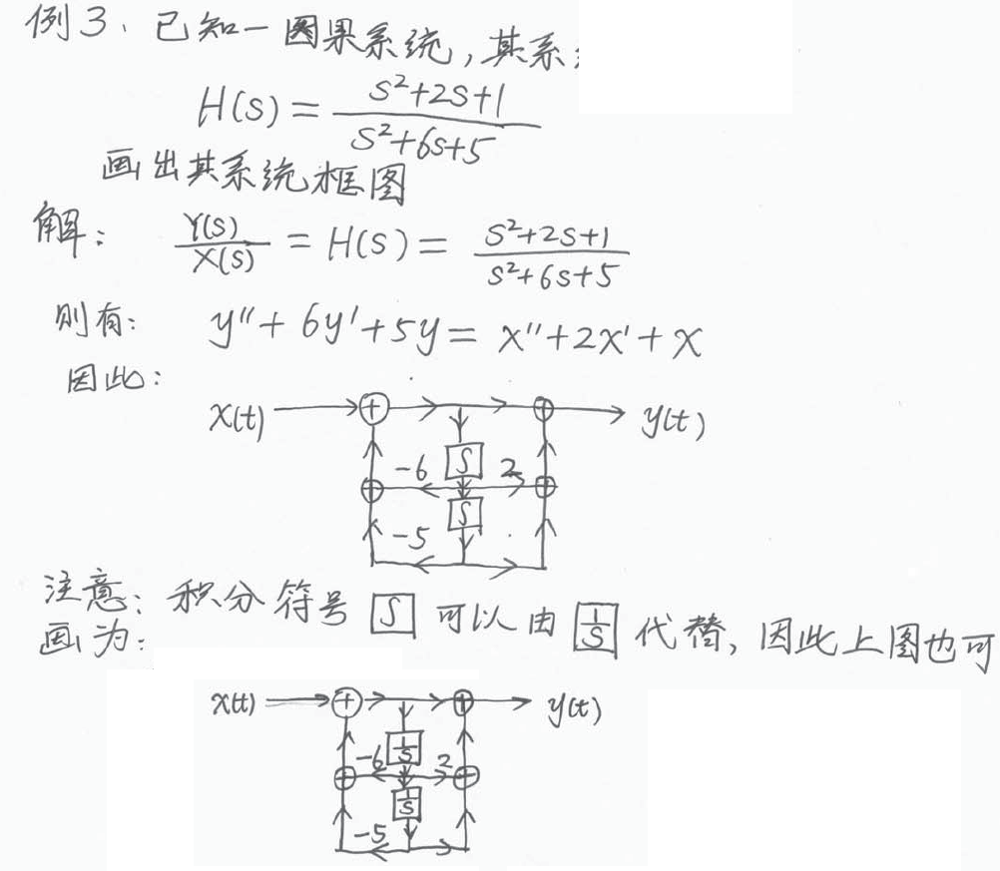 例3、已知一因果系统,其系
H(S) = \frac{S^2+2S+1}{S^2+6S+5}
画出其系统框图
解: \frac{Y(S)}{X(S)} = H(S) = \frac{S^2+2S+1}{S^2+6S+5}
则有: y''+6y'+5y = x''+2x'+x
因此:
x(t) + + y(t)
-6 ∫ 2
+ +
-5 ∫
注意: 积分符号 ∫ 可以由 \frac{1}{S} 代替, 因此上图也可
画为:
x(t) + + y(t)
-6 \frac{1}{S} 2
+ +
-5 \frac{1}{S}